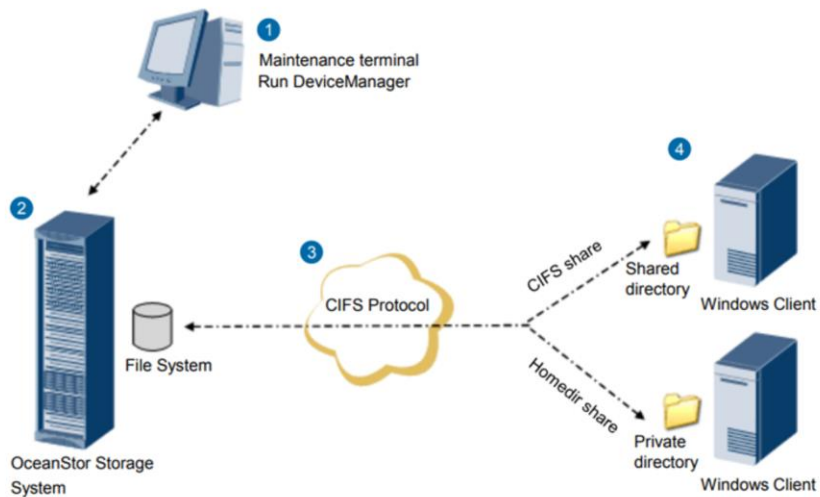 1
Maintenance terminal
Run DeviceManager
2
3
4
CIFS share
Shared
directory
Windows Client
CIFS Protocol
File System
Homedir share
Private
directory
Windows Client
OceanStor Storage
System